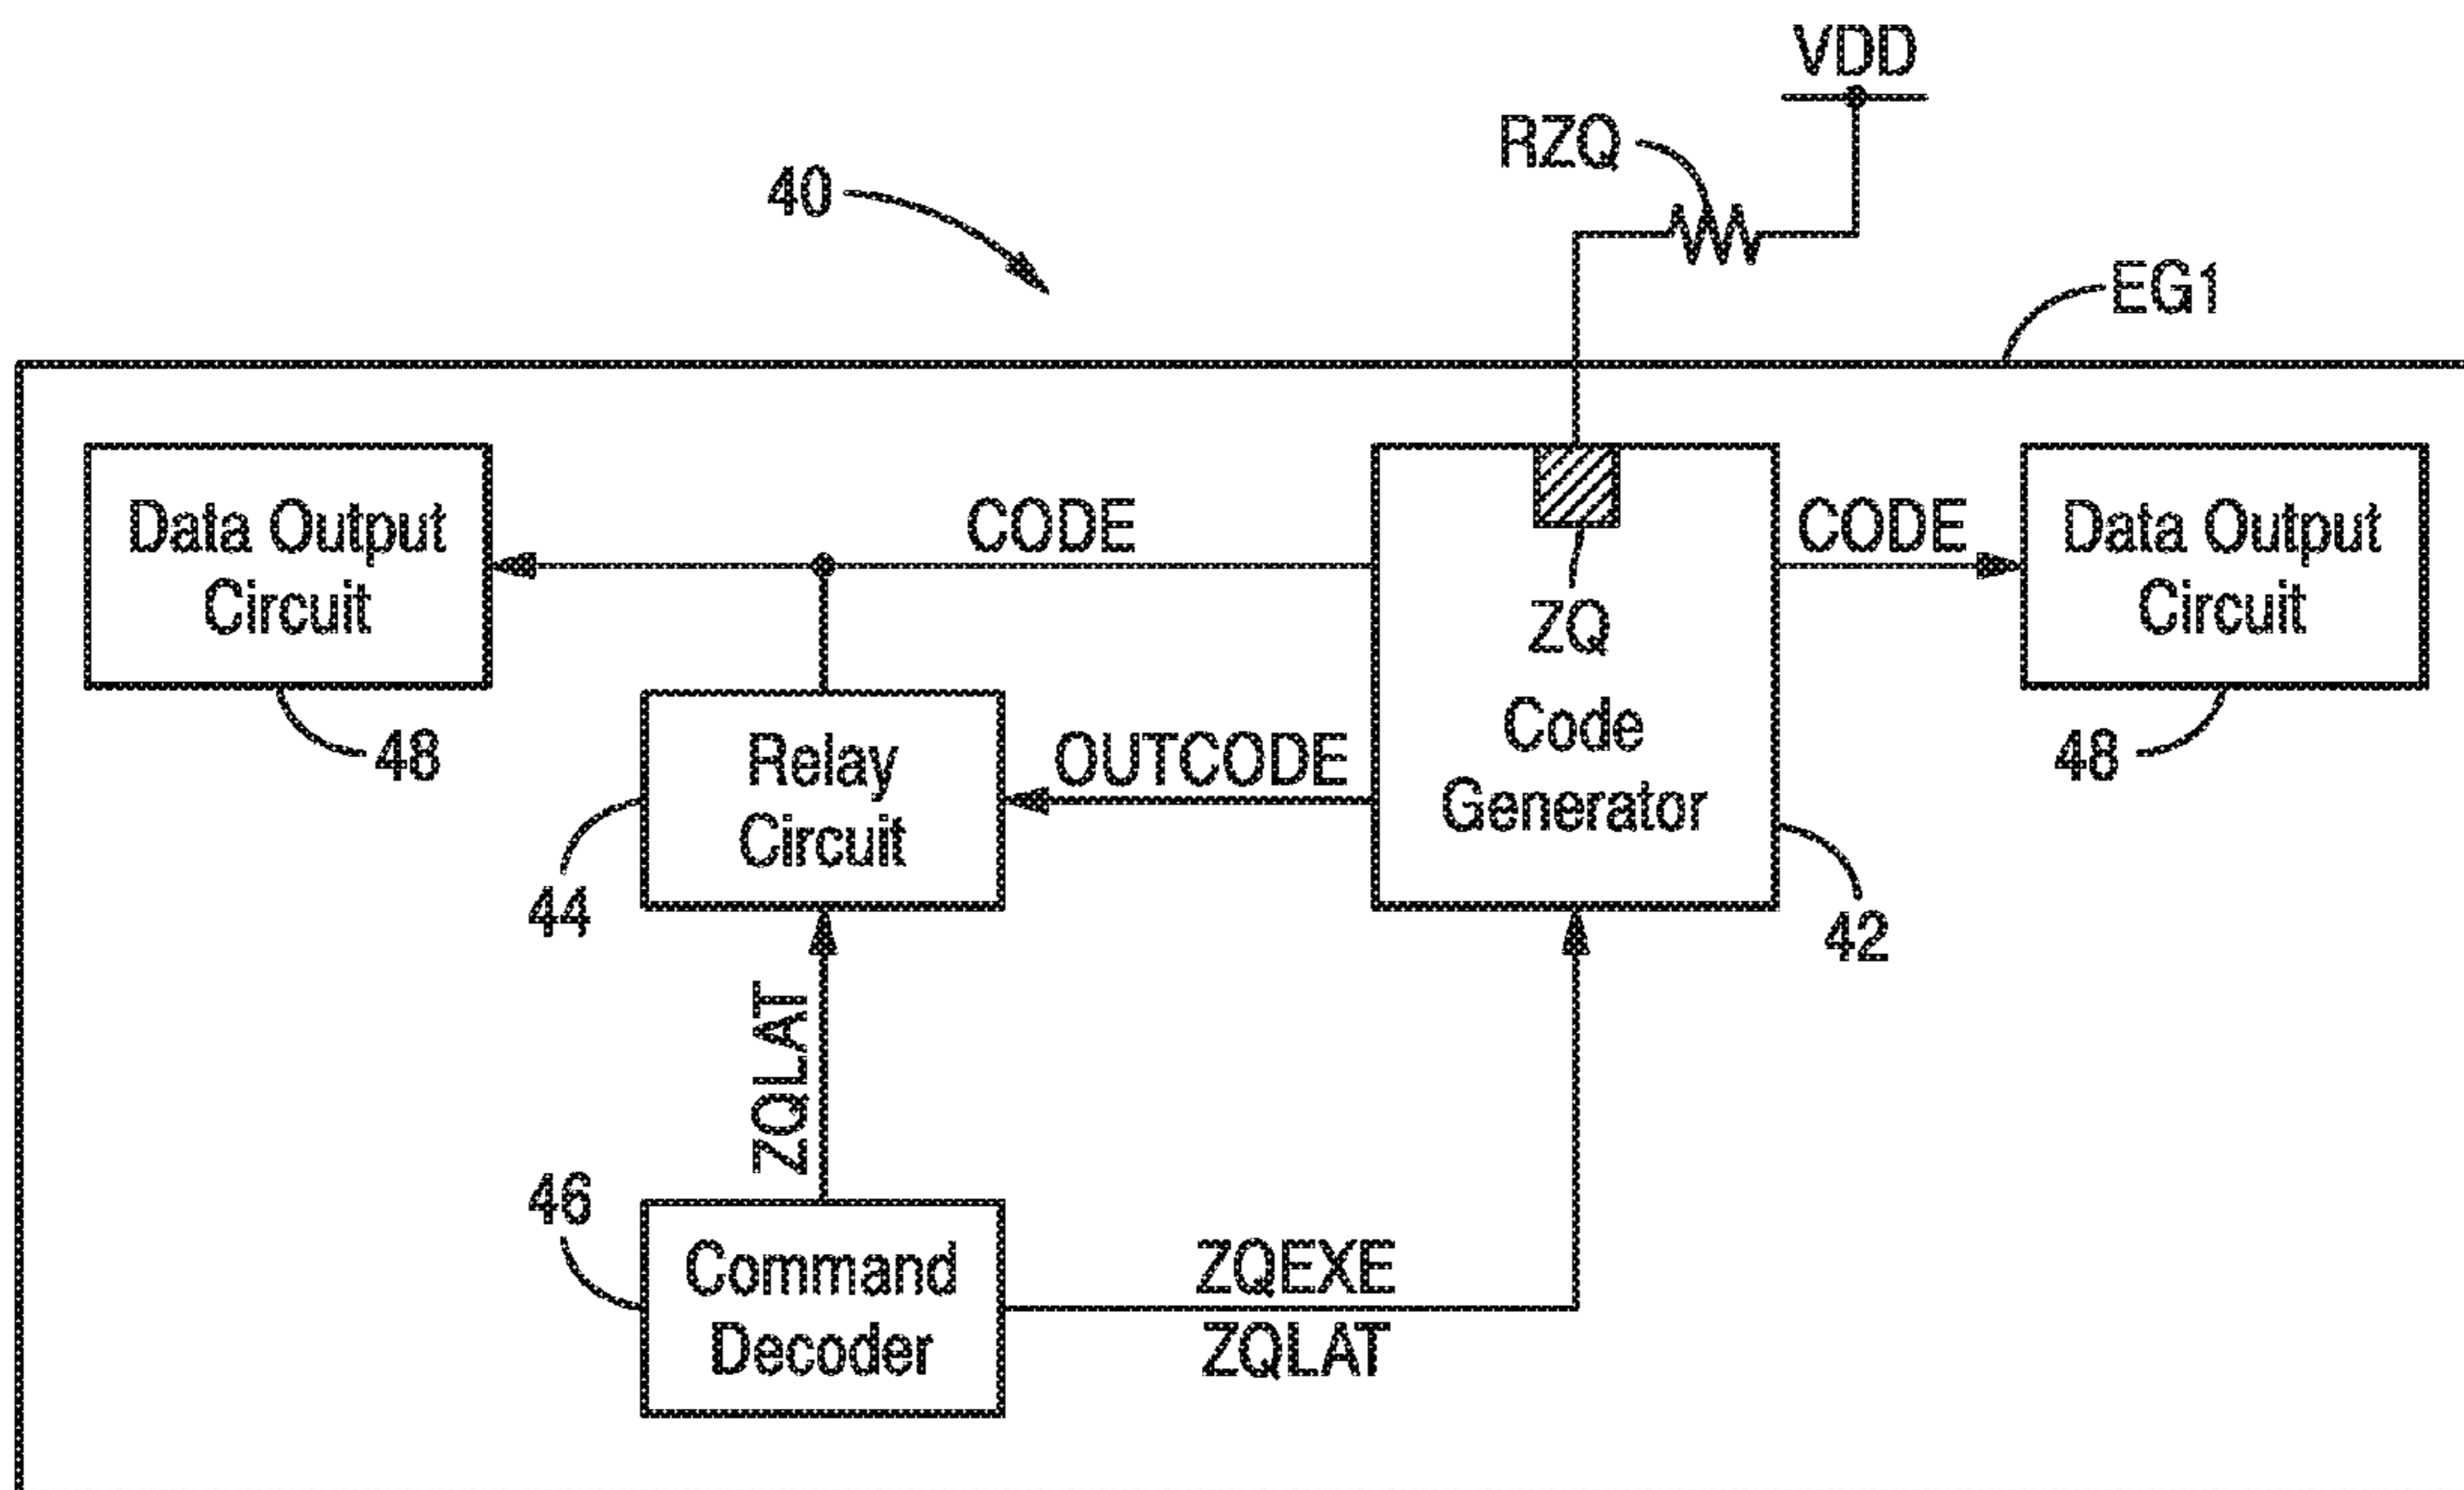 VDD
RZQ
40
EG1
Data Output
Circuit
48
CODE
ZQ
Code
Generator
42
CODE
Data Output
Circuit
48
Relay
Circuit
44
OUTCODE
ZQLAT
46
Command
Decoder
ZQEXE
ZQLAT